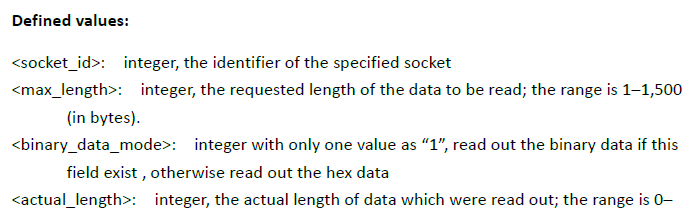 Defined values:
<socket_id>: integer, the identifier of the specified socket
<max_length>: integer, the requested length of the data to be read; the range is 1–1,500
(in bytes).
<binary_data_mode>: integer with only one value as “1”, read out the binary data if this
field exist , otherwise read out the hex data
<actual_length>: integer, the actual length of data which were read out; the range is 0–